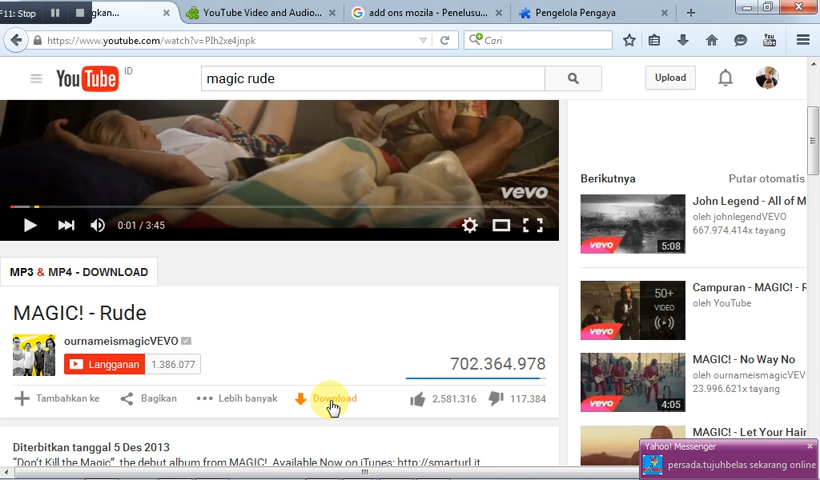 F11: Stop
gkan...
YouTube Video and Audio...
add ons mozila - Penelusu...
Pengelola Pengaya
https://www.youtube.com/watch?v=PIh2xe4jnpk
Cari
YouTube ID
magic rude
Upload
vevo
0:01 / 3:45
Berikutnya
Putar otomatis
John Legend - All of M
oleh johnlegendVEVO
667.974.414x tayang
vevo
5:08
MP3 & MP4 - DOWNLOAD
Campuran - MAGIC! - R
oleh YouTube
50+
VIDEO
vevo
MAGIC! - Rude
ournameismagicVEVO
Langganan
1.386.077
702.364.978
MAGIC! - No Way No
oleh ournameismagicVEV
23.996.621x tayang
vevo
4:05
Tambahkan ke
Bagikan
Lebih banyak
Download
2.581.316
117.384
MAGIC! - Let Your Hair
Diterbitkan tanggal 5 Des 2013
"Don't Kill the Magic", the debut album from MAGIC! Available Now on iTunes: http://smarturl.it
Yahoo! Messenger
persada.tujuhbelas sekarang online